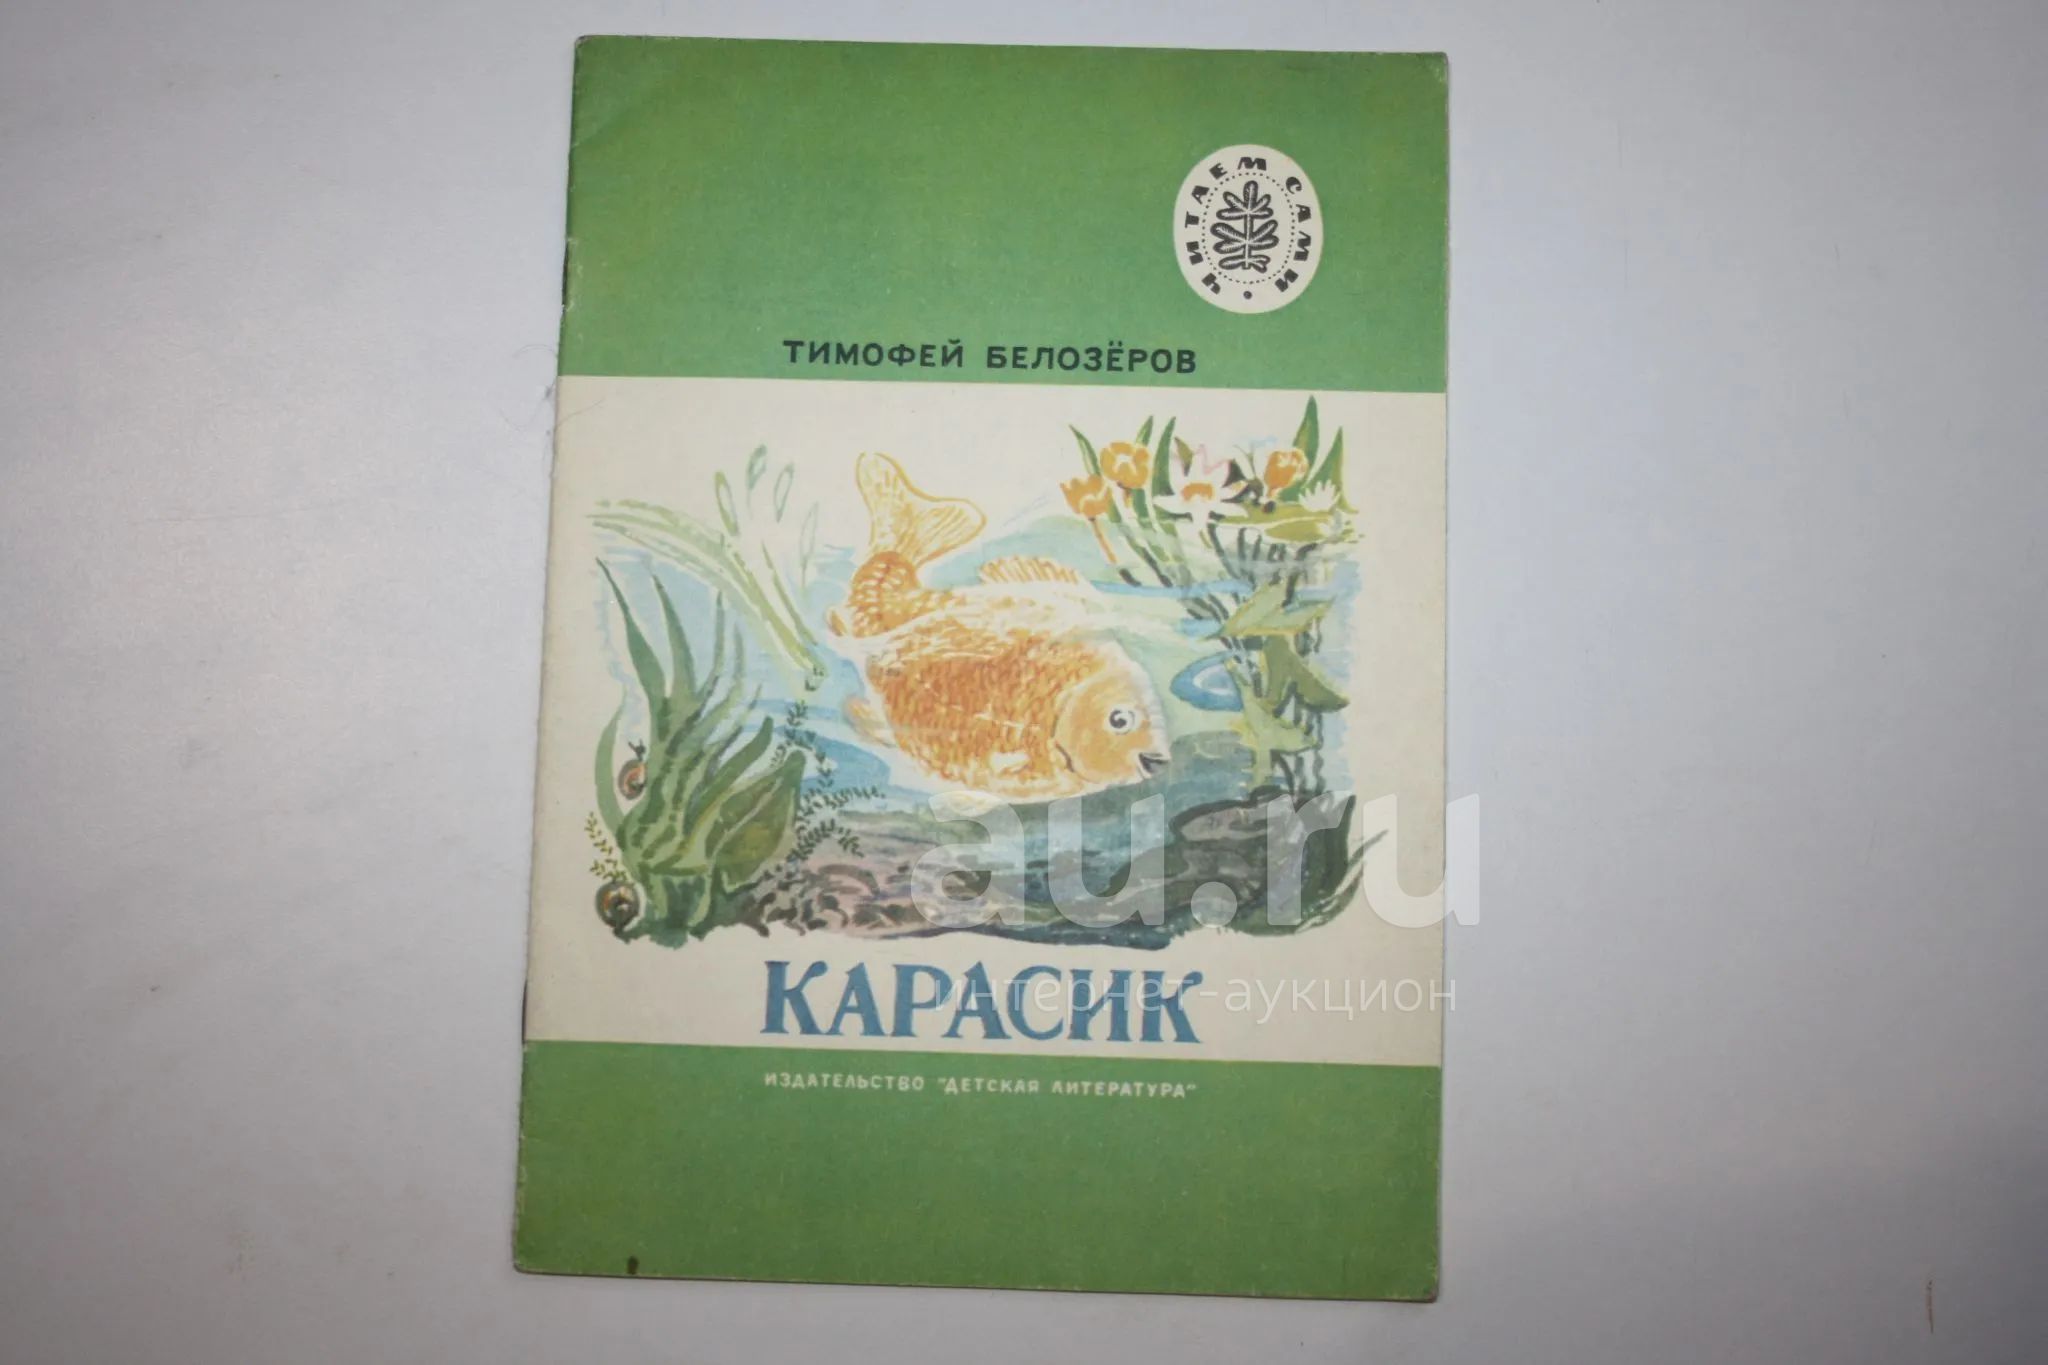 ЧИТАЕМ САМИ
ТИМОФЕЙ БЕЛОЗЁРОВ
au.ru
интернет-аукцион
КАРАСИК
ИЗДАТЕЛЬСТВО "ДЕТСКАЯ ЛИТЕРАТУРА"